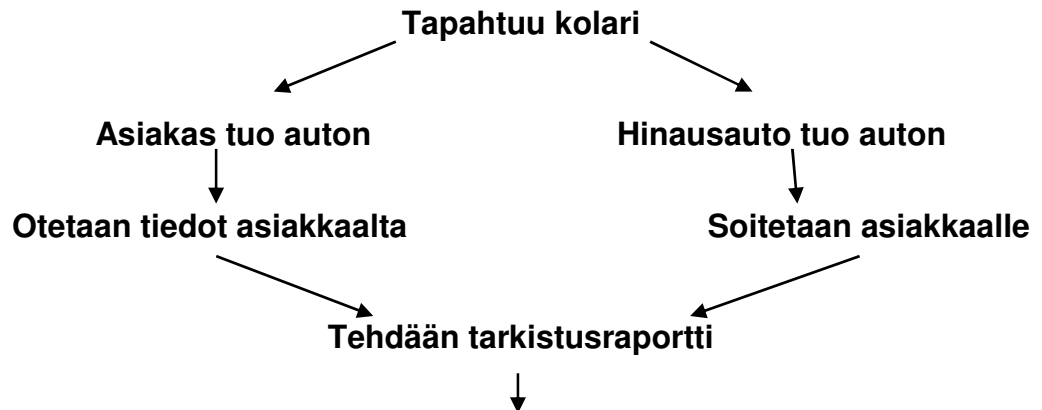 Tapahtuu kolari
Asiakas tuo auton
Hinausauto tuo auton
Otetaan tiedot asiakkaalta
Soitetaan asiakkaalle
Tehdään tarkistusraportti